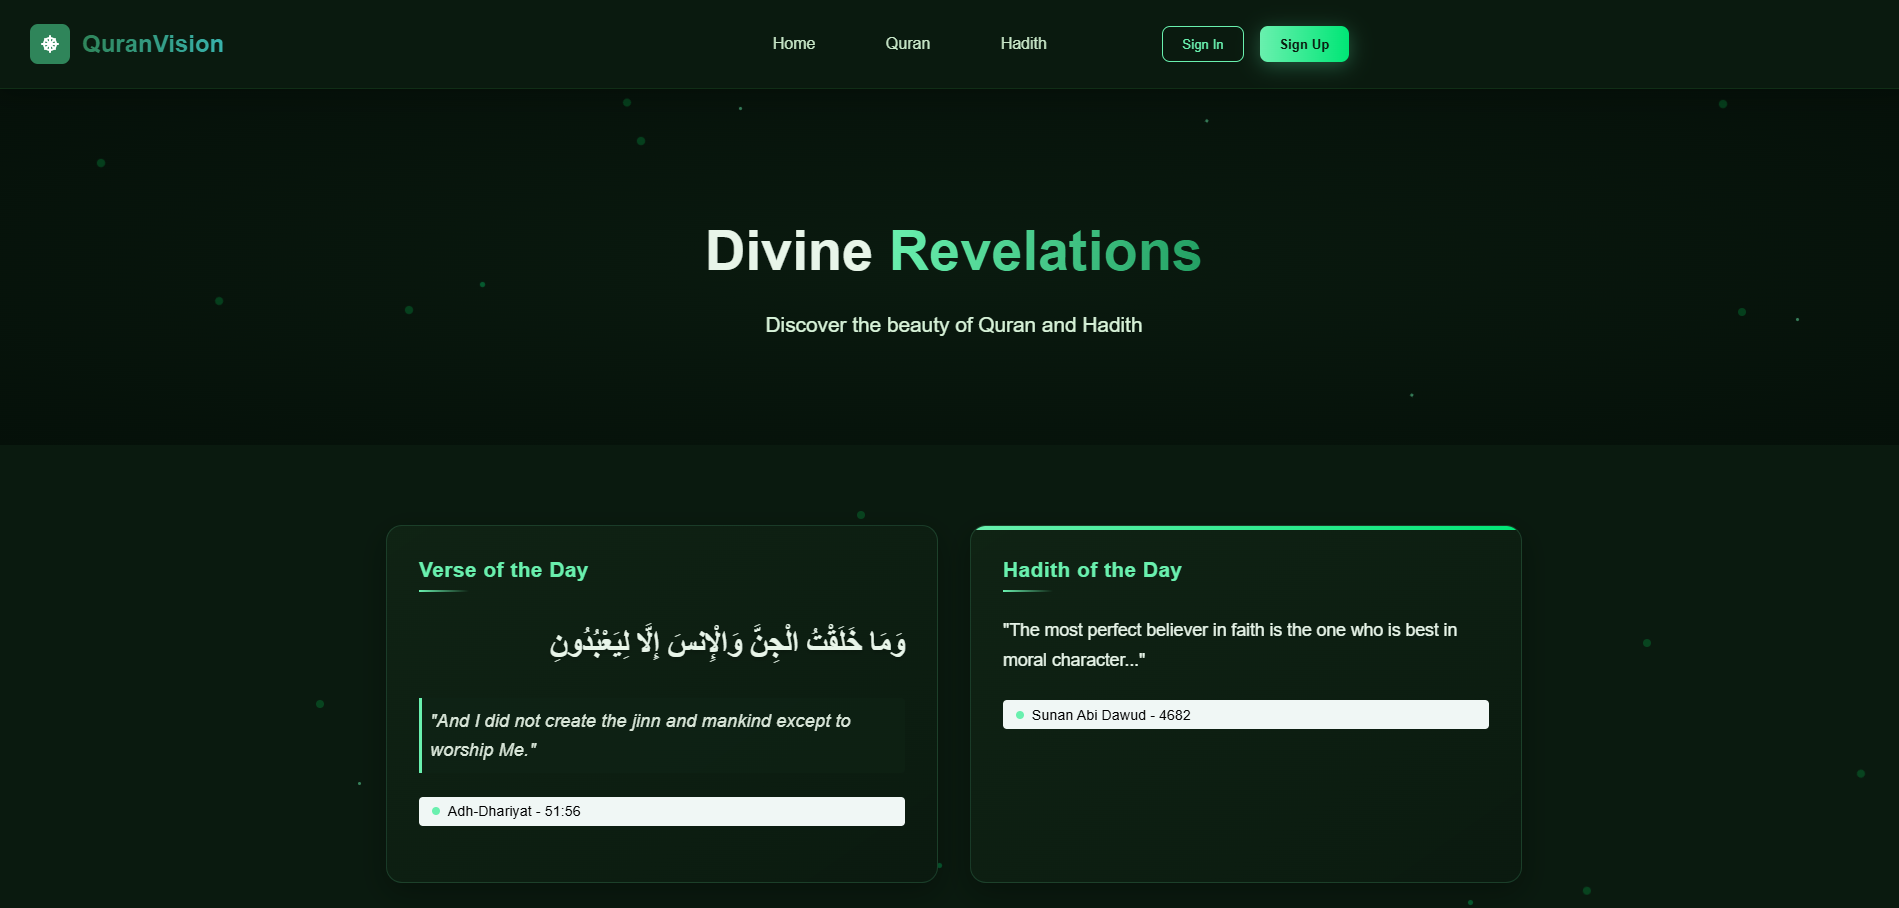 QuranVision
Home
Quran
Hadith
Sign In
Sign Up
Divine Revelations
Discover the beauty of Quran and Hadith
Verse of the Day
وَمَا خَلَقْتُ الْجِنَّ وَالْإِنسَ إِلَّا لِيَعْبُدُونِ
"And I did not create the jinn and mankind except to
worship Me."
Adh-Dhariyat - 51:56
Hadith of the Day
"The most perfect believer in faith is the one who is best in
moral character..."
Sunan Abi Dawud - 4682